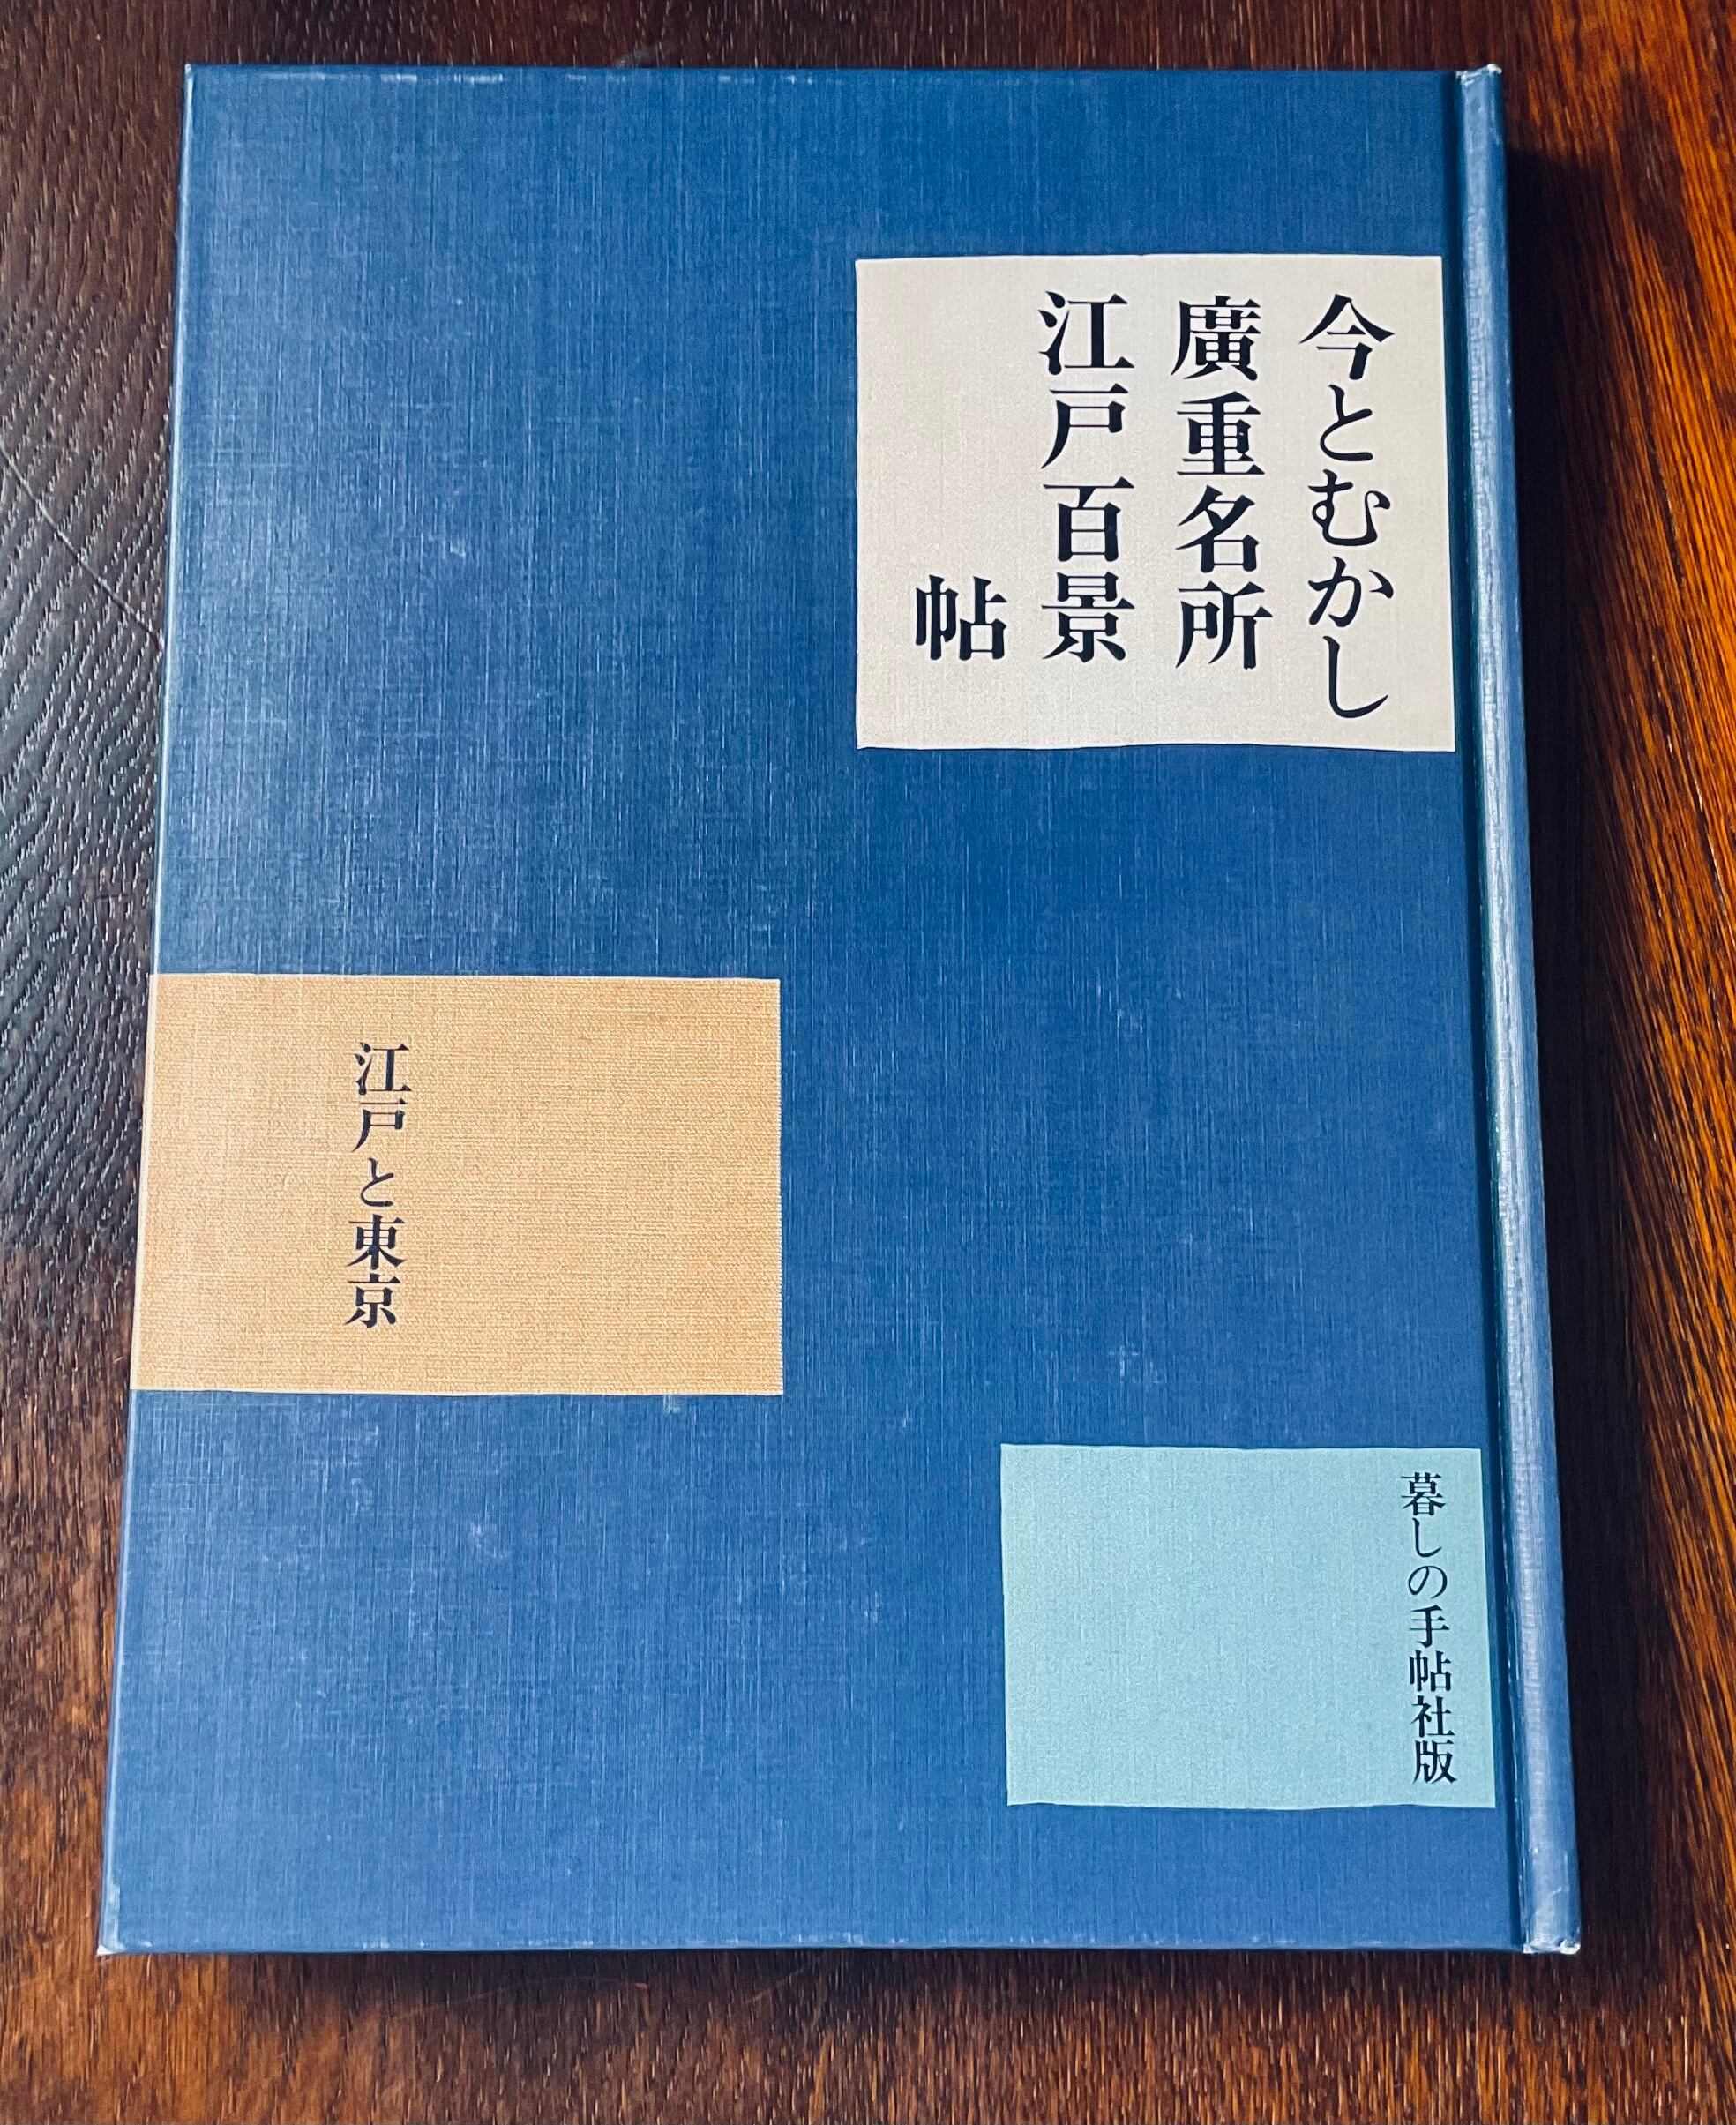 今とむかし
廣重名所
江戸百景
帖
江戸と東京
暮しの手帖社版